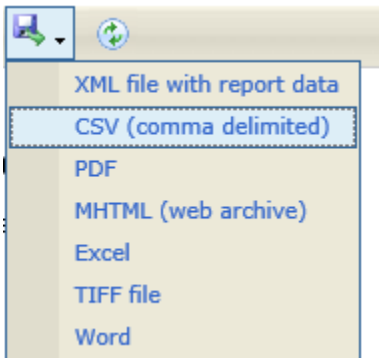 XML file with report data
CSV (comma delimited)
PDF
MHTML (web archive)
Excel
TIFF file
Word